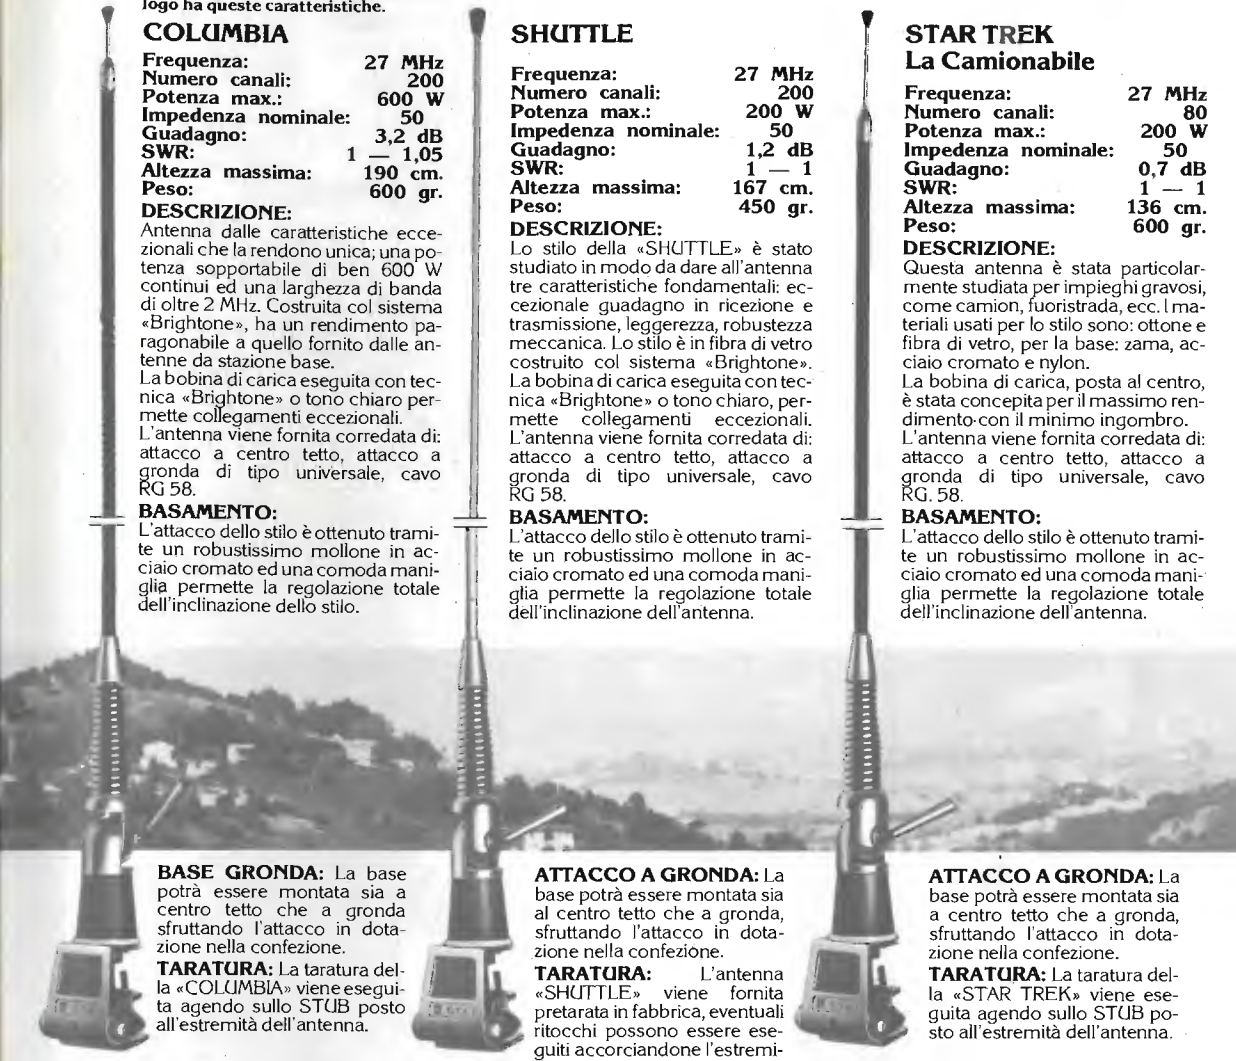 logo ha queste caratteristiche.
COLUMBIA
Frequenza: 27 MHz
Numero canali: 200
Potenza max.: 600 W
Impedenza nominale: 50
Guadagno: 3,2 dB
SWR: 1 — 1,05
Altezza massima: 190 cm.
Peso: 600 gr.
DESCRIZIONE:
Antenna dalle caratteristiche ecce-
zionali che la rendono unica; una po-
tenza sopportabile di ben 600 W
continui ed una larghezza di banda
di oltre 2 MHz. Costruita col sistema
«Brightone», ha un rendimento pa-
ragonabile a quello fornito dalle an-
tenne da stazione base.
La bobina di carica eseguita con tec-
nica «Brightone» o tono chiaro per-
mette collegamenti eccezionali.
L'antenna viene fornita corredata di:
attacco a centro tetto, attacco a
gronda di tipo universale, cavo
RG 58.
BASAMENTO:
L'attacco dello stilo è ottenuto trami-
te un robustissimo mollone in ac-
ciaio cromato ed una comoda mani-
glia permette la regolazione totale
dell'inclinazione dello stilo.
BASE GRONDA: La base
potrà essere montata sia a
centro tetto che a gronda
sfruttando l'attacco in dota-
zione nella confezione.
TARATURA: La taratura del-
la «COLUMBIA» viene esegui-
ta agendo sullo STUB posto
all'estremità dell'antenna.
SHUTTLE
Frequenza: 27 MHz
Numero canali: 200
Potenza max.: 200 W
Impedenza nominale: 50
Guadagno: 1,2 dB
SWR: 1 — 1
Altezza massima: 167 cm.
Peso: 450 gr.
DESCRIZIONE:
Lo stilo della «SHUTTLE» è stato
studiato in modo da dare all'antenna
tre caratteristiche fondamentali: ec-
cezionale guadagno in ricezione e
trasmissione, leggerezza, robustezza
meccanica. Lo stilo è in fibra di vetro
costruito col sistema «Brightone».
La bobina di carica eseguita con tec-
nica «Brightone» o tono chiaro, per-
mette collegamenti eccezionali.
L'antenna viene fornita corredata di:
attacco a centro tetto, attacco a
gronda di tipo universale, cavo
RG 58.
BASAMENTO:
L'attacco dello stilo è ottenuto trami-
te un robustissimo mollone in ac-
ciaio cromato ed una comoda mani-
glia permette la regolazione totale
dell'inclinazione dell'antenna.
ATTACCO A GRONDA: La
base potrà essere montata sia
al centro tetto che a gronda,
sfruttando l'attacco in dota-
zione nella confezione.
TARATURA: L'antenna
«SHUTTLE» viene fornita
pretarata in fabbrica, eventuali
ritocchi possono essere ese-
guiti accorciandone l'estremi-
STAR TREK
La Camionabile
Frequenza: 27 MHz
Numero canali: 80
Potenza max.: 200 W
Impedenza nominale: 50
Guadagno: 0,7 dB
SWR: 1 — 1
Altezza massima: 136 cm.
Peso: 600 gr.
DESCRIZIONE:
Questa antenna è stata particolar-
mente studiata per impieghi gravosi,
come camion, fuoristrada, ecc. I ma-
teriali usati per lo stilo sono: ottone e
fibra di vetro, per la base: zama, ac-
ciaio cromato e nylon.
La bobina di carica, posta al centro,
è stata concepita per il massimo ren-
dimento con il minimo ingombro.
L'antenna viene fornita corredata di:
attacco a centro tetto, attacco a
gronda di tipo universale, cavo
RG. 58.
BASAMENTO:
L'attacco dello stilo è ottenuto trami-
te un robustissimo mollone in ac-
ciaio cromato ed una comoda mani-
glia permette la regolazione totale
dell'inclinazione dell'antenna.
ATTACCO A GRONDA: La
base potrà essere montata sia
a centro tetto che a gronda,
sfruttando l'attacco in dota-
zione nella confezione.
TARATURA: La taratura del-
la «STAR TREK» viene ese-
guita agendo sullo STUB po-
sto all'estremità dell'antenna.